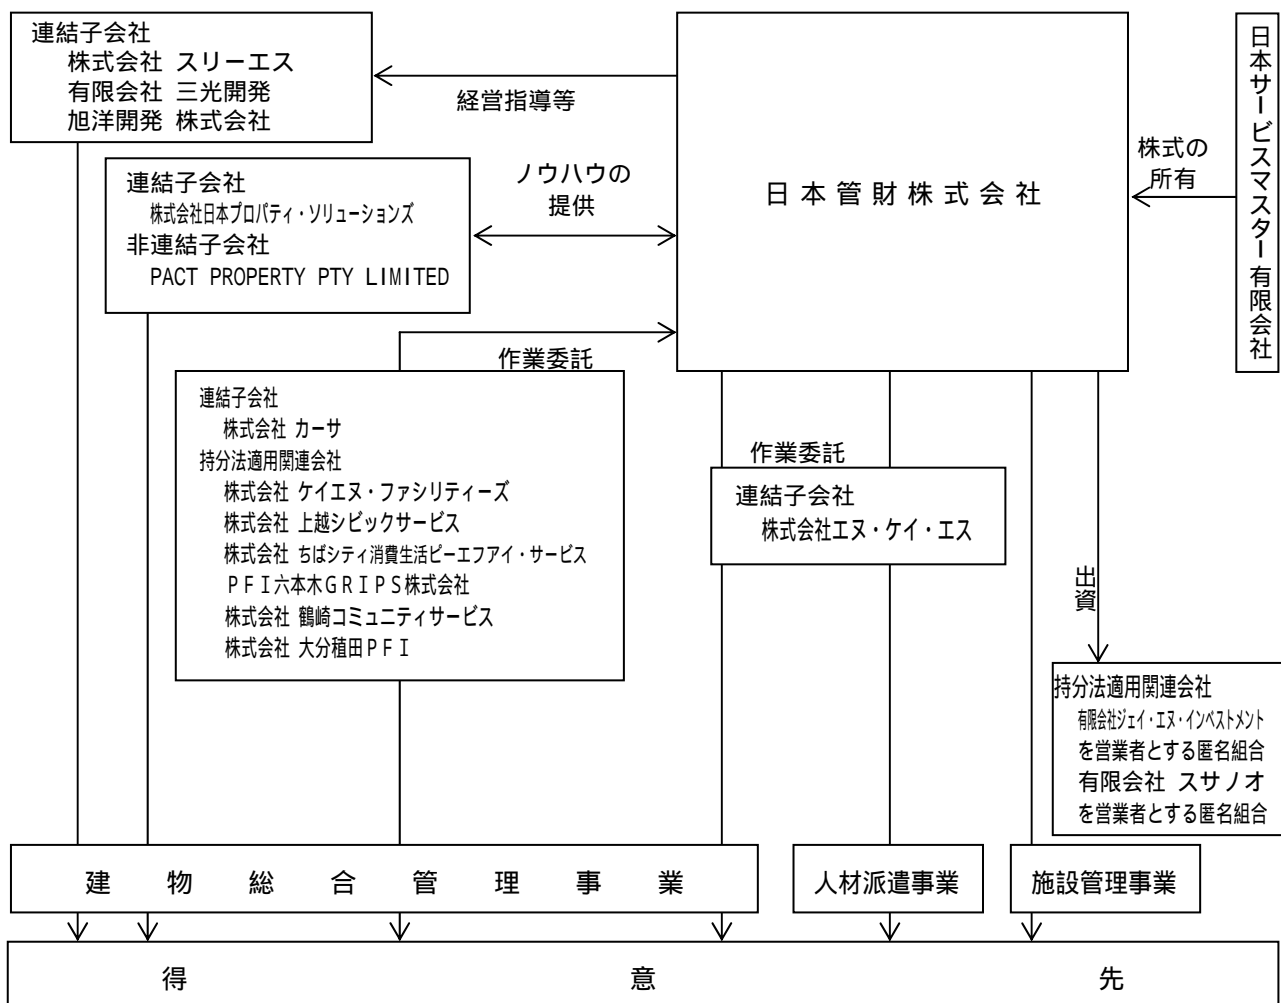 連結子会社
株式会社 スリーエス
有限会社 三光開発
旭洋開発 株式会社
経営指導等
日本管財株式会社
日本サービスマスター有限会社
株式の
所有
連結子会社
株式会社日本プロパティ・ソリューションズ
非連結子会社
PACT PROPERTY PTY LIMITED
ノウハウの
提供
作業委託
連結子会社
株式会社 カーサ
持分法適用関連会社
株式会社 ケイエヌ・ファシリティーズ
株式会社 上越シビックサービス
株式会社 ちばシティ消費生活ピーエフアイ・サービス
PFI六本木GRIPS株式会社
株式会社 鶴崎コミュニティサービス
株式会社 大分稙田PFI
作業委託
連結子会社
株式会社エヌ・ケイ・エス
出資
持分法適用関連会社
有限会社ジェイ・エヌ・インベストメント
を営業者とする匿名組合
有限会社 スサノオ
を営業者とする匿名組合
建物総合管理事業
人材派遣事業
施設管理事業
得意先